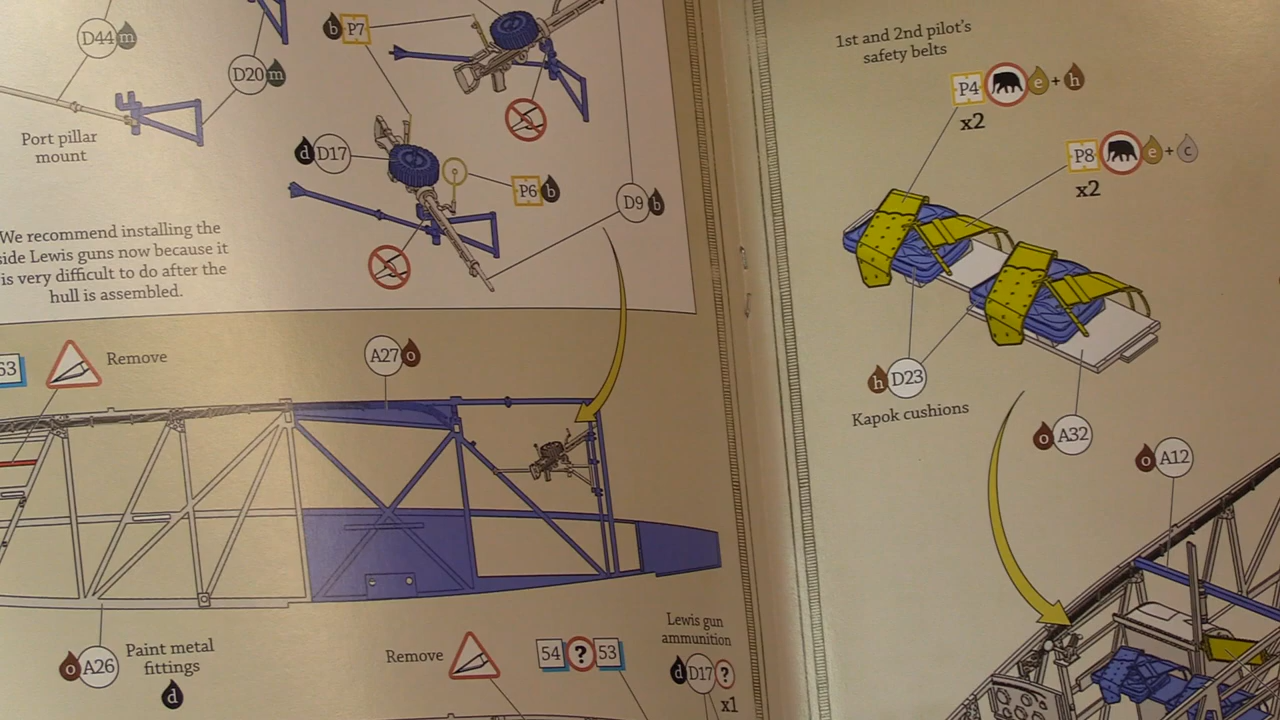 D44 m
b P7
D20 m
Port pillar
mount
d D17
P6 b
D9 b
We recommend installing the
side Lewis guns now because it
is very difficult to do after the
hull is assembled.
63
Remove
A27 o
o A26
Paint metal
fittings
d
Remove
54 ? 53
Lewis gun
ammunition
d D17 ?
x1
1st and 2nd pilot's
safety belts
P4 e + h
x2
P8 e + c
x2
h D23
Kapok cushions
o A32
o A12